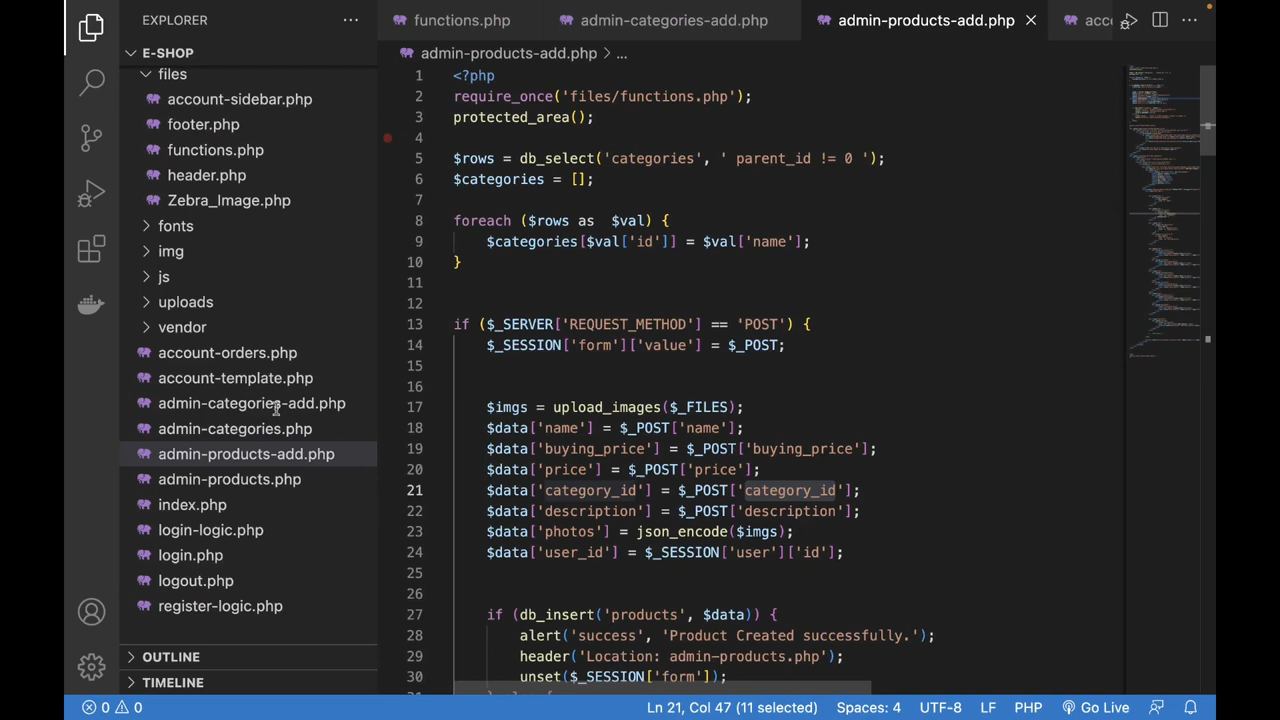 EXPLORER
E-SHOP
files
account-sidebar.php
footer.php
functions.php
header.php
Zebra_Image.php
fonts
img
js
uploads
vendor
account-orders.php
account-template.php
admin-categories-add.php
admin-categories.php
admin-products-add.php
admin-products.php
index.php
login-logic.php
login.php
logout.php
register-logic.php
OUTLINE
TIMELINE
functions.php
admin-categories-add.php
admin-products-add.php
acc
admin-products-add.php > ...
1 <?php
2 require_once('files/functions.php');
3 protected_area();
4
5 $rows = db_select('categories', ' parent_id != 0 ');
6 $categories = [];
7
8 foreach ($rows as  $val) {
9     $categories[$val['id']] = $val['name'];
10 }
11
12
13 if ($_SERVER['REQUEST_METHOD'] == 'POST') {
14     $_SESSION['form']['value'] = $_POST;
15
16
17     $imgs = upload_images($_FILES);
18     $data['name'] = $_POST['name'];
19     $data['buying_price'] = $_POST['buying_price'];
20     $data['price'] = $_POST['price'];
21     $data['category_id'] = $_POST['category_id'];
22     $data['description'] = $_POST['description'];
23     $data['photos'] = json_encode($imgs);
24     $data['user_id'] = $_SESSION['user']['id'];
25
26
27     if (db_insert('products', $data)) {
28         alert('success', 'Product Created successfully.');
29         header('Location: admin-products.php');
30         unset($_SESSION['form']);
0 0 Ln 21, Col 47 (11 selected) Spaces: 4 UTF-8 LF PHP Go Live